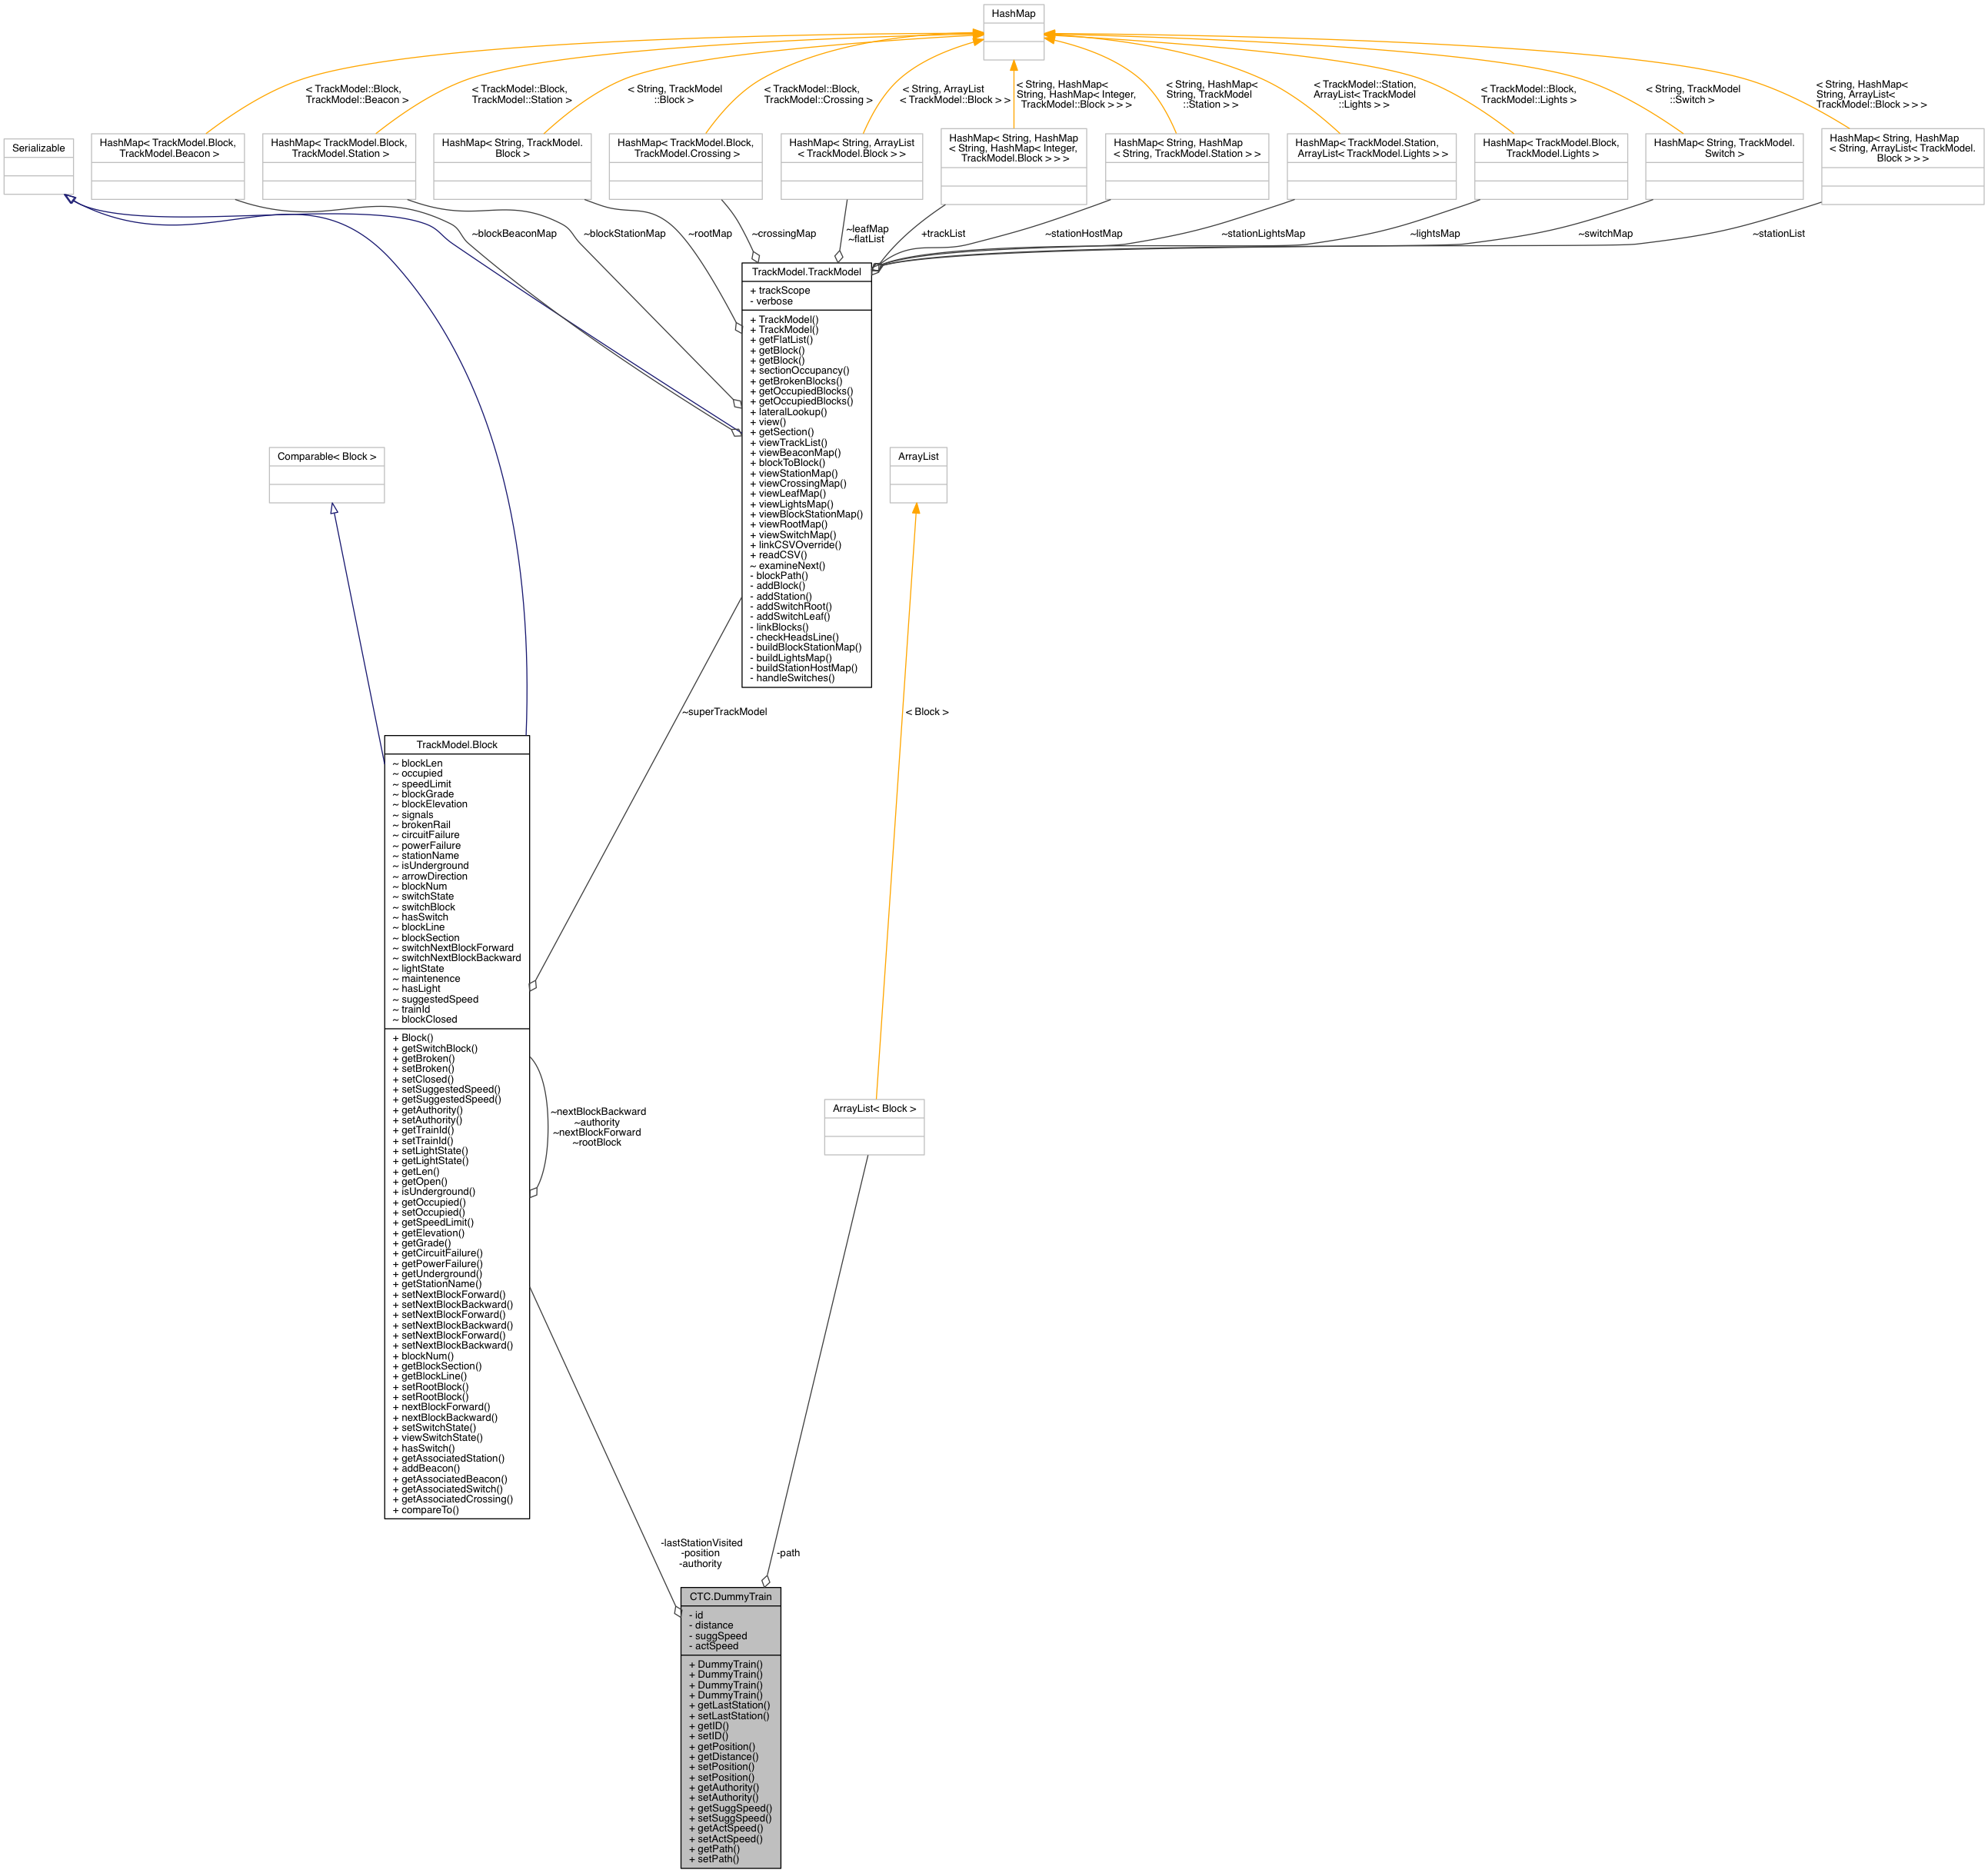 HashMap
< TrackModel::Block,
TrackModel::Beacon >
< TrackModel::Block,
TrackModel::Station >
< String, TrackModel
::Block >
< TrackModel::Block,
TrackModel::Crossing >
< String, ArrayList
< TrackModel::Block > >
< String, HashMap<
String, HashMap< Integer,
TrackModel::Block > > >
< String, HashMap<
String, TrackModel
::Station > >
< TrackModel::Station,
ArrayList< TrackModel
::Lights > >
< TrackModel::Block,
TrackModel::Lights >
< String, TrackModel
::Switch >
< String, HashMap<
String, ArrayList<
TrackModel::Block > > >
Serializable
HashMap< TrackModel.Block,
TrackModel.Beacon >
HashMap< TrackModel.Block,
TrackModel.Station >
HashMap< String, TrackModel.
Block >
HashMap< TrackModel.Block,
TrackModel.Crossing >
HashMap< String, ArrayList
< TrackModel.Block > >
HashMap< String, HashMap
< String, HashMap< Integer,
TrackModel.Block > > >
HashMap< String, HashMap
< String, TrackModel.Station > >
HashMap< TrackModel.Station,
ArrayList< TrackModel.Lights > >
HashMap< TrackModel.Block,
TrackModel.Lights >
HashMap< String, TrackModel.
Switch >
HashMap< String, HashMap
< String, ArrayList< TrackModel.
Block > > >
~blockBeaconMap
~blockStationMap
~rootMap
~crossingMap
~leafMap
~flatList
+trackList
~stationHostMap
~stationLightsMap
~lightsMap
~switchMap
~stationList
TrackModel.TrackModel
+ trackScope
- verbose
+ TrackModel()
+ TrackModel()
+ getFlatList()
+ getBlock()
+ getBlock()
+ sectionOccupancy()
+ getBrokenBlocks()
+ getOccupiedBlocks()
+ getOccupiedBlocks()
+ lateralLookup()
+ view()
+ getSection()
+ viewTrackList()
+ viewBeaconMap()
+ blockToBlock()
+ viewStationMap()
+ viewCrossingMap()
+ viewLeafMap()
+ viewLightsMap()
+ viewBlockStationMap()
+ viewRootMap()
+ viewSwitchMap()
+ linkCSVOverride()
+ readCSV()
~ examineNext()
- blockPath()
- addBlock()
- addStation()
- addSwitchRoot()
- addSwitchLeaf()
- linkBlocks()
- checkHeadsLine()
- buildBlockStationMap()
- buildLightsMap()
- buildStationHostMap()
- handleSwitches()
Comparable< Block >
ArrayList
~superTrackModel
< Block >
TrackModel.Block
~ blockLen
~ occupied
~ speedLimit
~ blockGrade
~ blockElevation
~ signals
~ brokenRail
~ circuitFailure
~ powerFailure
~ stationName
~ isUnderground
~ arrowDirection
~ blockNum
~ switchState
~ switchBlock
~ hasSwitch
~ blockLine
~ blockSection
~ switchNextBlockForward
~ switchNextBlockBackward
~ lightState
~ maintenence
~ hasLight
~ suggestedSpeed
~ trainId
~ blockClosed
+ Block()
+ getSwitchBlock()
+ getBroken()
+ setBroken()
+ setClosed()
+ setSuggestedSpeed()
+ getSuggestedSpeed()
+ getAuthority()
+ setAuthority()
+ getTrainId()
+ setTrainId()
+ setLightState()
+ getLightState()
+ getLen()
+ getOpen()
+ isUnderground()
+ getOccupied()
+ setOccupied()
+ getSpeedLimit()
+ getElevation()
+ getGrade()
+ getCircuitFailure()
+ getPowerFailure()
+ getUnderground()
+ getStationName()
+ setNextBlockForward()
+ setNextBlockBackward()
+ setNextBlockForward()
+ setNextBlockBackward()
+ setNextBlockForward()
+ setNextBlockBackward()
+ blockNum()
+ getBlockSection()
+ getBlockLine()
+ setRootBlock()
+ setRootBlock()
+ nextBlockForward()
+ nextBlockBackward()
+ setSwitchState()
+ viewSwitchState()
+ hasSwitch()
+ getAssociatedStation()
+ addBeacon()
+ getAssociatedBeacon()
+ getAssociatedSwitch()
+ getAssociatedCrossing()
+ compareTo()
~nextBlockBackward
~authority
~nextBlockForward
~rootBlock
ArrayList< Block >
-lastStationVisited
-position
-authority
-path
CTC.DummyTrain
- id
- distance
- suggSpeed
- actSpeed
+ DummyTrain()
+ DummyTrain()
+ DummyTrain()
+ DummyTrain()
+ getLastStation()
+ setLastStation()
+ getID()
+ setID()
+ getPosition()
+ getDistance()
+ setPosition()
+ setPosition()
+ getAuthority()
+ setAuthority()
+ getSuggSpeed()
+ setSuggSpeed()
+ getActSpeed()
+ setActSpeed()
+ getPath()
+ setPath()